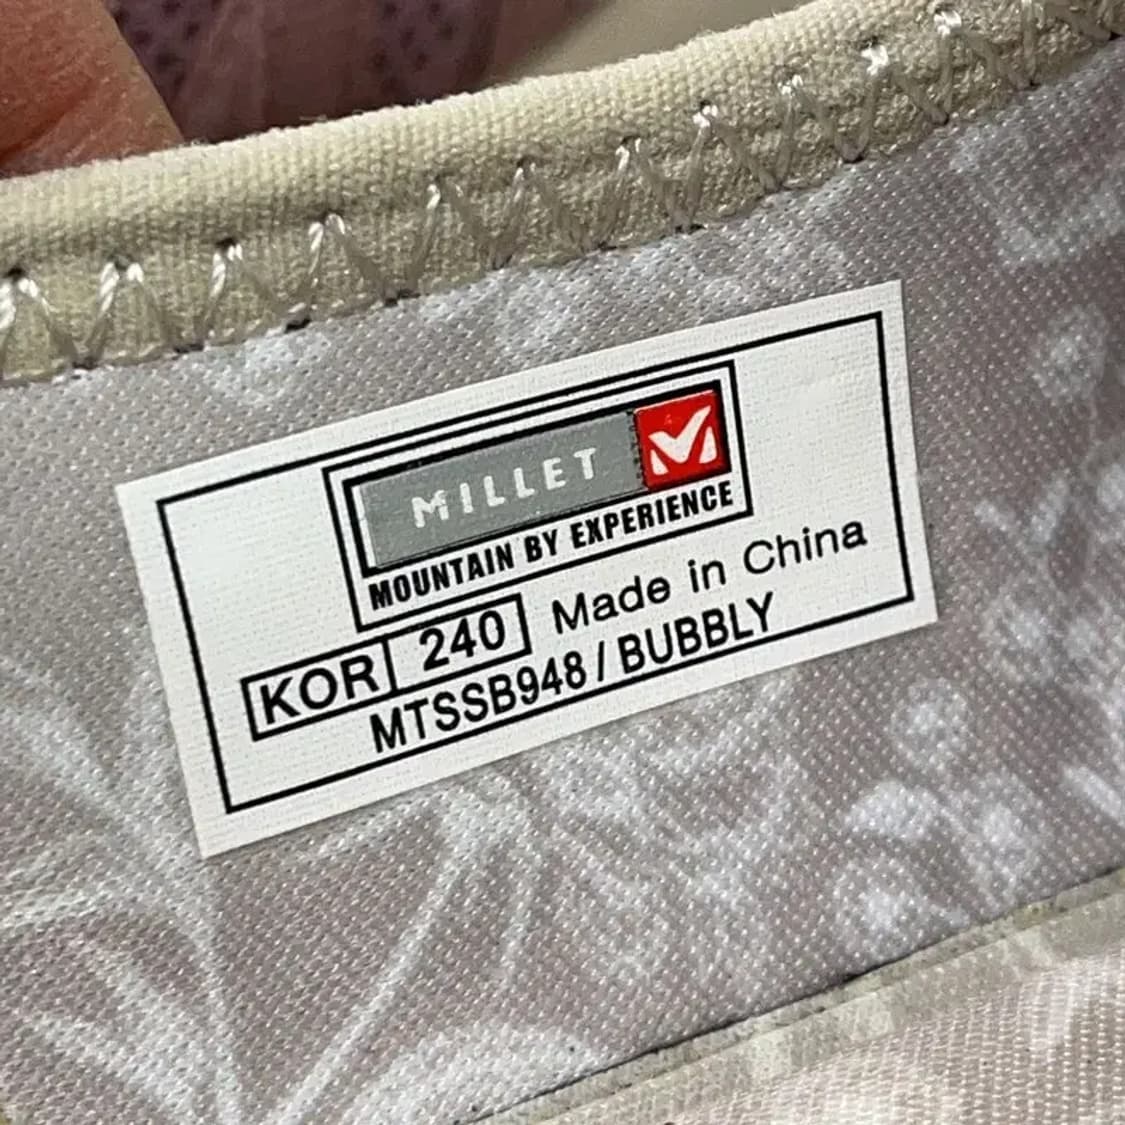 MILLET
MOUNTAIN BY EXPERIENCE
KOR 240 Made in China
MTSSB948 / BUBBLY